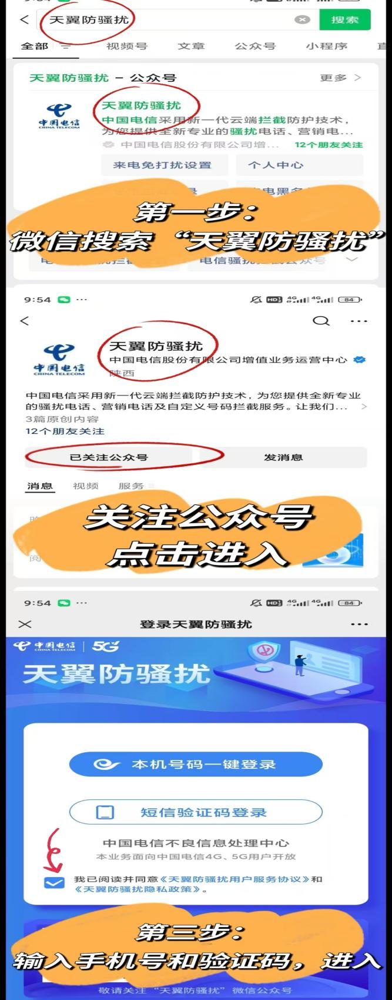 天翼防骚扰
搜索
全部 视频号 文章 公众号 小程序
天翼防骚扰 - 公众号 更多 >
天翼防骚扰
中国电信 CHINA TELECOM
中国电信采用新一代云端拦截防护技术，
为您提供全新专业的骚扰电话、营销电...
中国电信股份有限公司增... 12个朋友关注
来电免打扰设置 个人中心
第一步：
微信搜索“天翼防骚扰”
9:54 ... HD 4G 4G 84
天翼防骚扰
中国电信股份有限公司增值业务运营中心
中国电信 CHINA TELECOM
陕西
中国电信采用新一代云端拦截防护技术，为您提供全新专业
的骚扰电话、营销电话及自定义号码拦截服务。让我们... >
3篇原创内容
12个朋友关注
已关注公众号 发消息
消息 视频 服务
关注公众号
点击进入
9:54 ... HD 4G 4G 84
登录天翼防骚扰
中国电信 CHINA TELECOM 5G
天翼防骚扰
本机号码一键登录
短信验证码登录
中国电信不良信息处理中心
本业务面向中国电信4G、5G用户开放
我已阅读并同意《天翼防骚扰用户服务协议》和
《天翼防骚扰隐私政策》。
第三步：
输入手机号和验证码，进入
敬请关注“天翼防骚扰”微信公众号